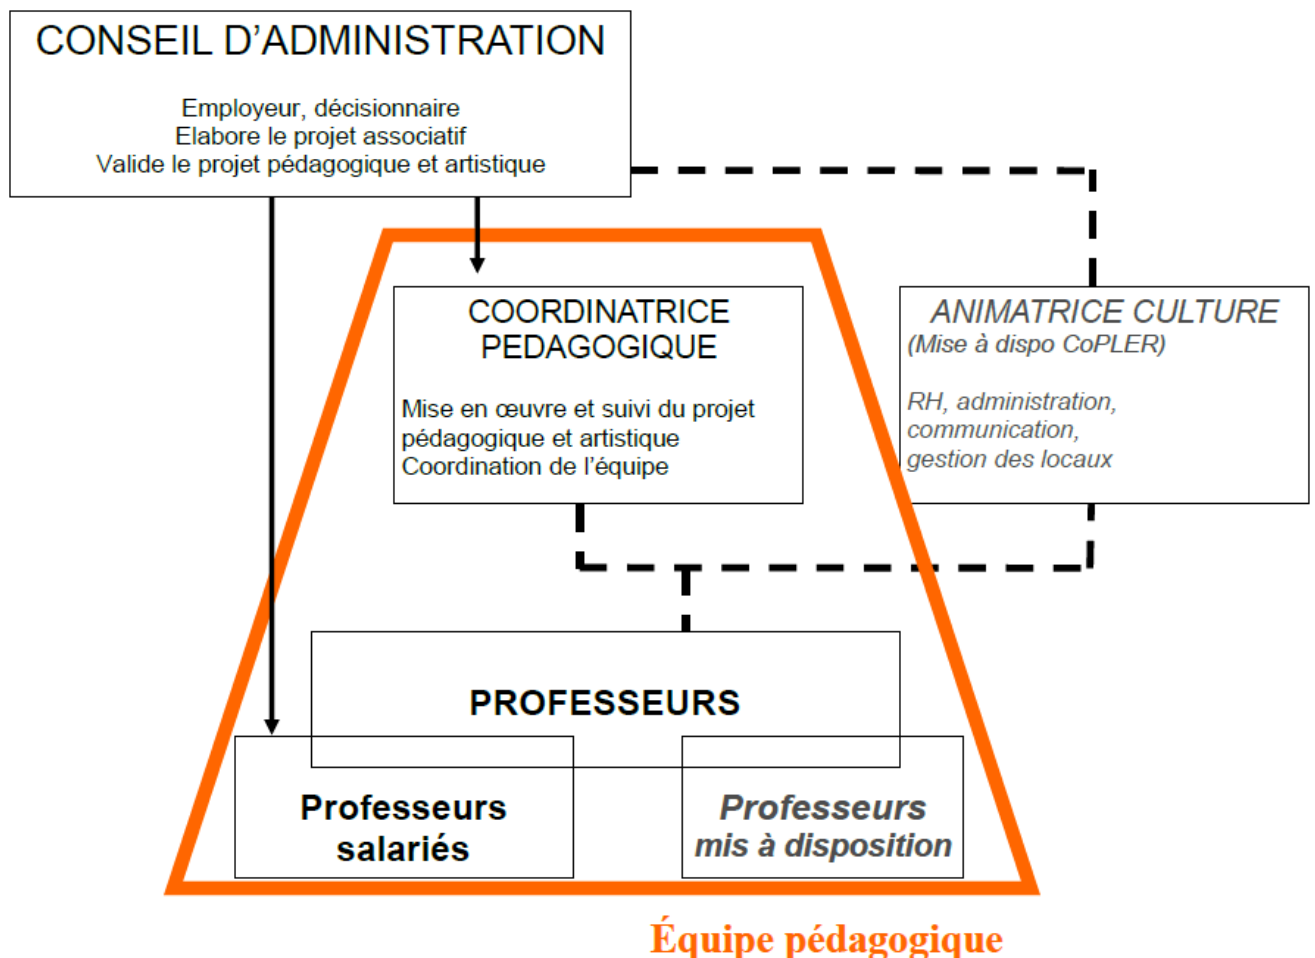 CONSEIL D'ADMINISTRATION
Employeur, décisionnaire
Elabore le projet associatif
Valide le projet pédagogique et artistique
COORDINATRICE
PEDAGOGIQUE
Mise en œuvre et suivi du projet
pédagogique et artistique
Coordination de l'équipe
ANIMATRICE CULTURE
(Mise à dispo CoPLER)
RH, administration,
communication,
gestion des locaux
PROFESSEURS
Professeurs
salariés
Professeurs
mis à disposition
Équipe pédagogique